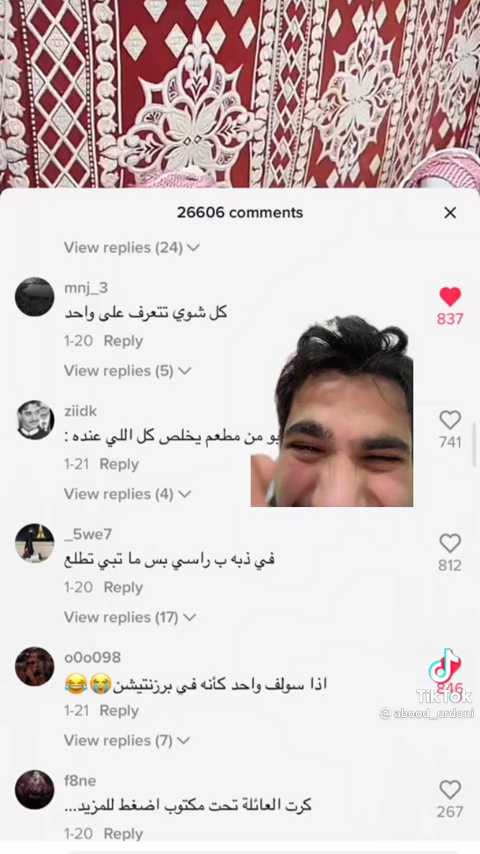 26606 comments
View replies (24)
mnj_3
كل شوي تتعرف على واحد
837
1-20 Reply
View replies (5)
ziidk
يو من مطعم يخلص كل اللي عنده :
741
1-21 Reply
View replies (4)
_5we7
في ذبه ب راسي بس ما تبي تطلع
812
1-20 Reply
View replies (17)
o0o098
اذا سولف واحد كأنه في برزنتيشن😭😂
846
1-21 Reply
TikTok
@ abood_ordoni
View replies (7)
f8ne
كرت العائلة تحت مكتوب اضغط للمزيد...
267
1-20 Reply